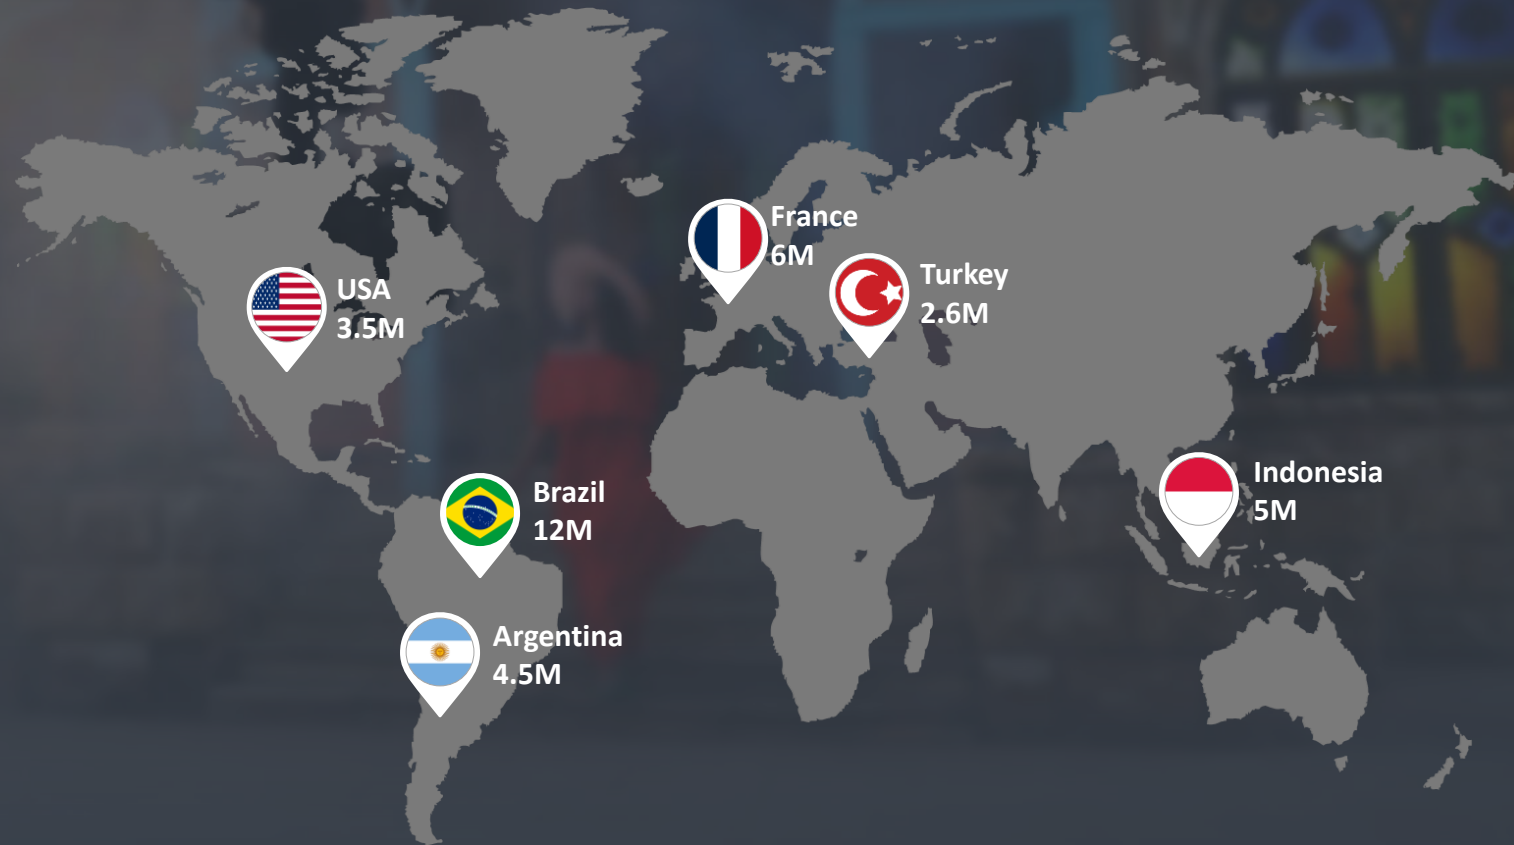 France
6M
Turkey
2.6M
USA
3.5M
Indonesia
5M
Brazil
12M
Argentina
4.5M